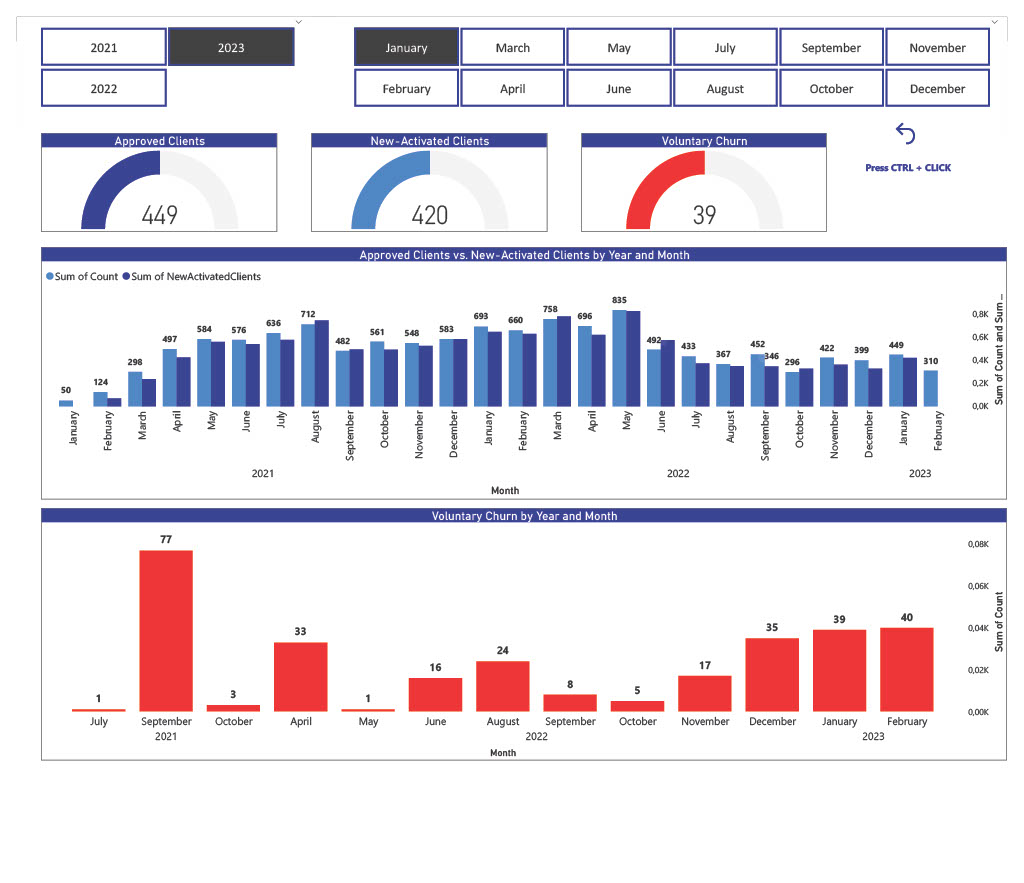 2021 2023 January March May July September November
2022 February April June August October December
Approved Clients New-Activated Clients Voluntary Churn
Press CTRL + CLICK
449 420 39
Approved Clients vs. New-Activated Clients by Year and Month
Sum of Count Sum of NewActivatedClients
50 124 298 497 584 576 636 712 482 561 548 583 693 660 758 696 835 492 433 367 452 346 296 422 399 449 310
0,8K
0,6K
0,4K
0,2K
0,0K
Sum of Count and Sum ...
January February March April May June July August September October November December January February March April May June July August September October November December January February
2021 2022 2023
Month
Voluntary Churn by Year and Month
77 33 1 3 1 16 24 8 5 17 35 39 40
0,08K
0,06K
0,04K
0,02K
0,00K
Sum of Count
July September October April May June August September October November December January February
2021 2022 2023
Month